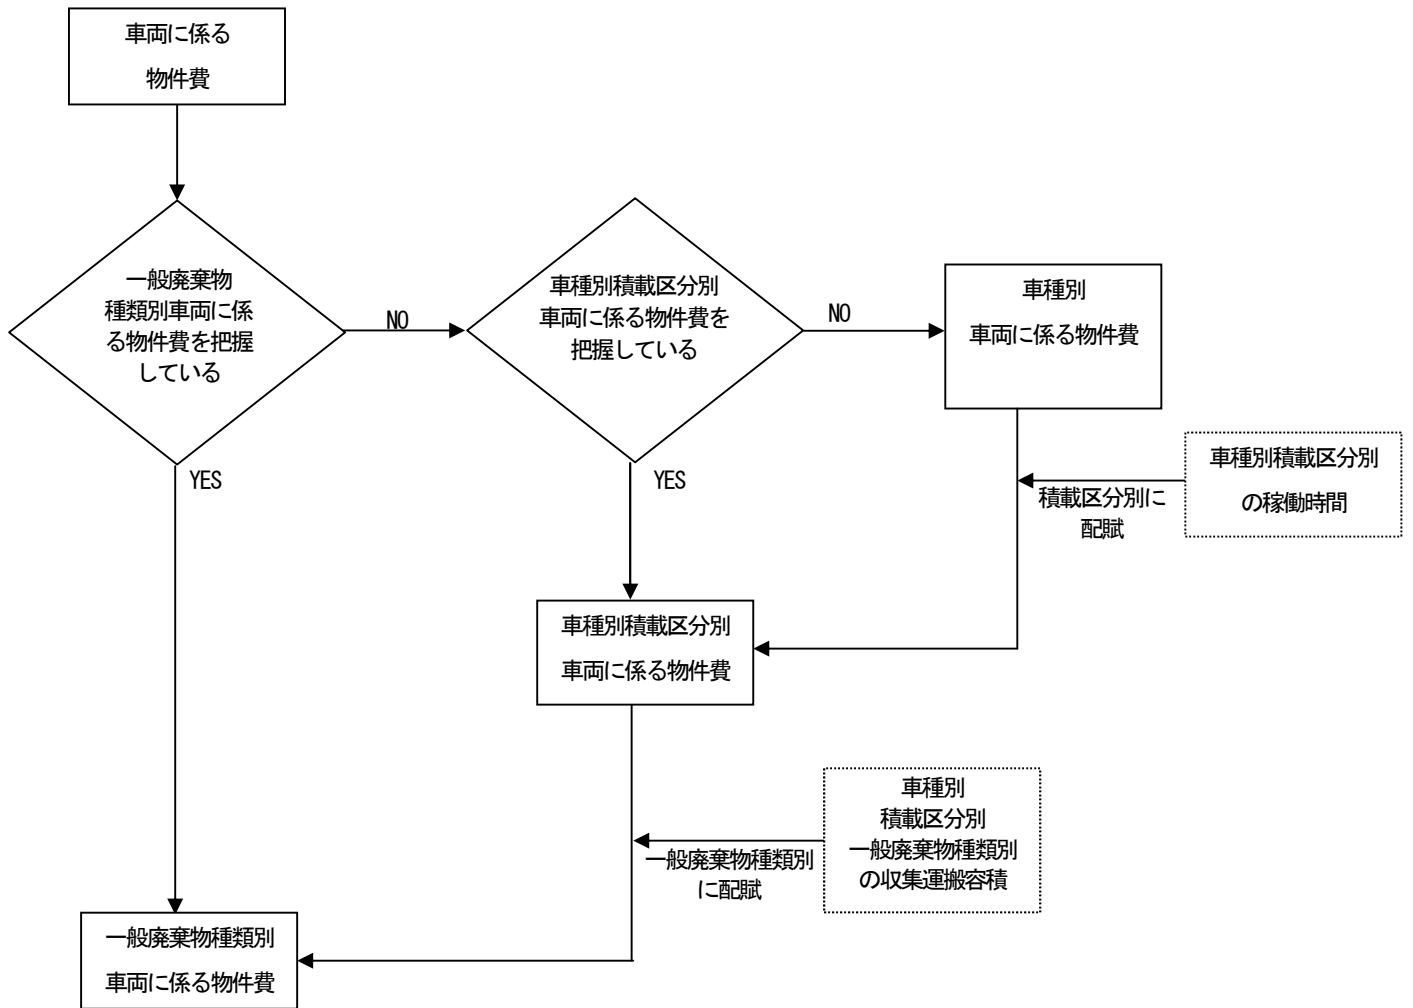 車両に係る
物件費
一般廃棄物
種類別車両に係
る物件費を把握
している
NO
車種別積載区分別
車両に係る物件費を
把握している
NO
車種別
車両に係る物件費
YES
YES
車種別積載区分別
の稼働時間
積載区分別に
配賦
車種別積載区分別
車両に係る物件費
車種別
積載区分別
一般廃棄物種類別
の収集運搬容積
一般廃棄物種類別
に配賦
一般廃棄物種類別
車両に係る物件費